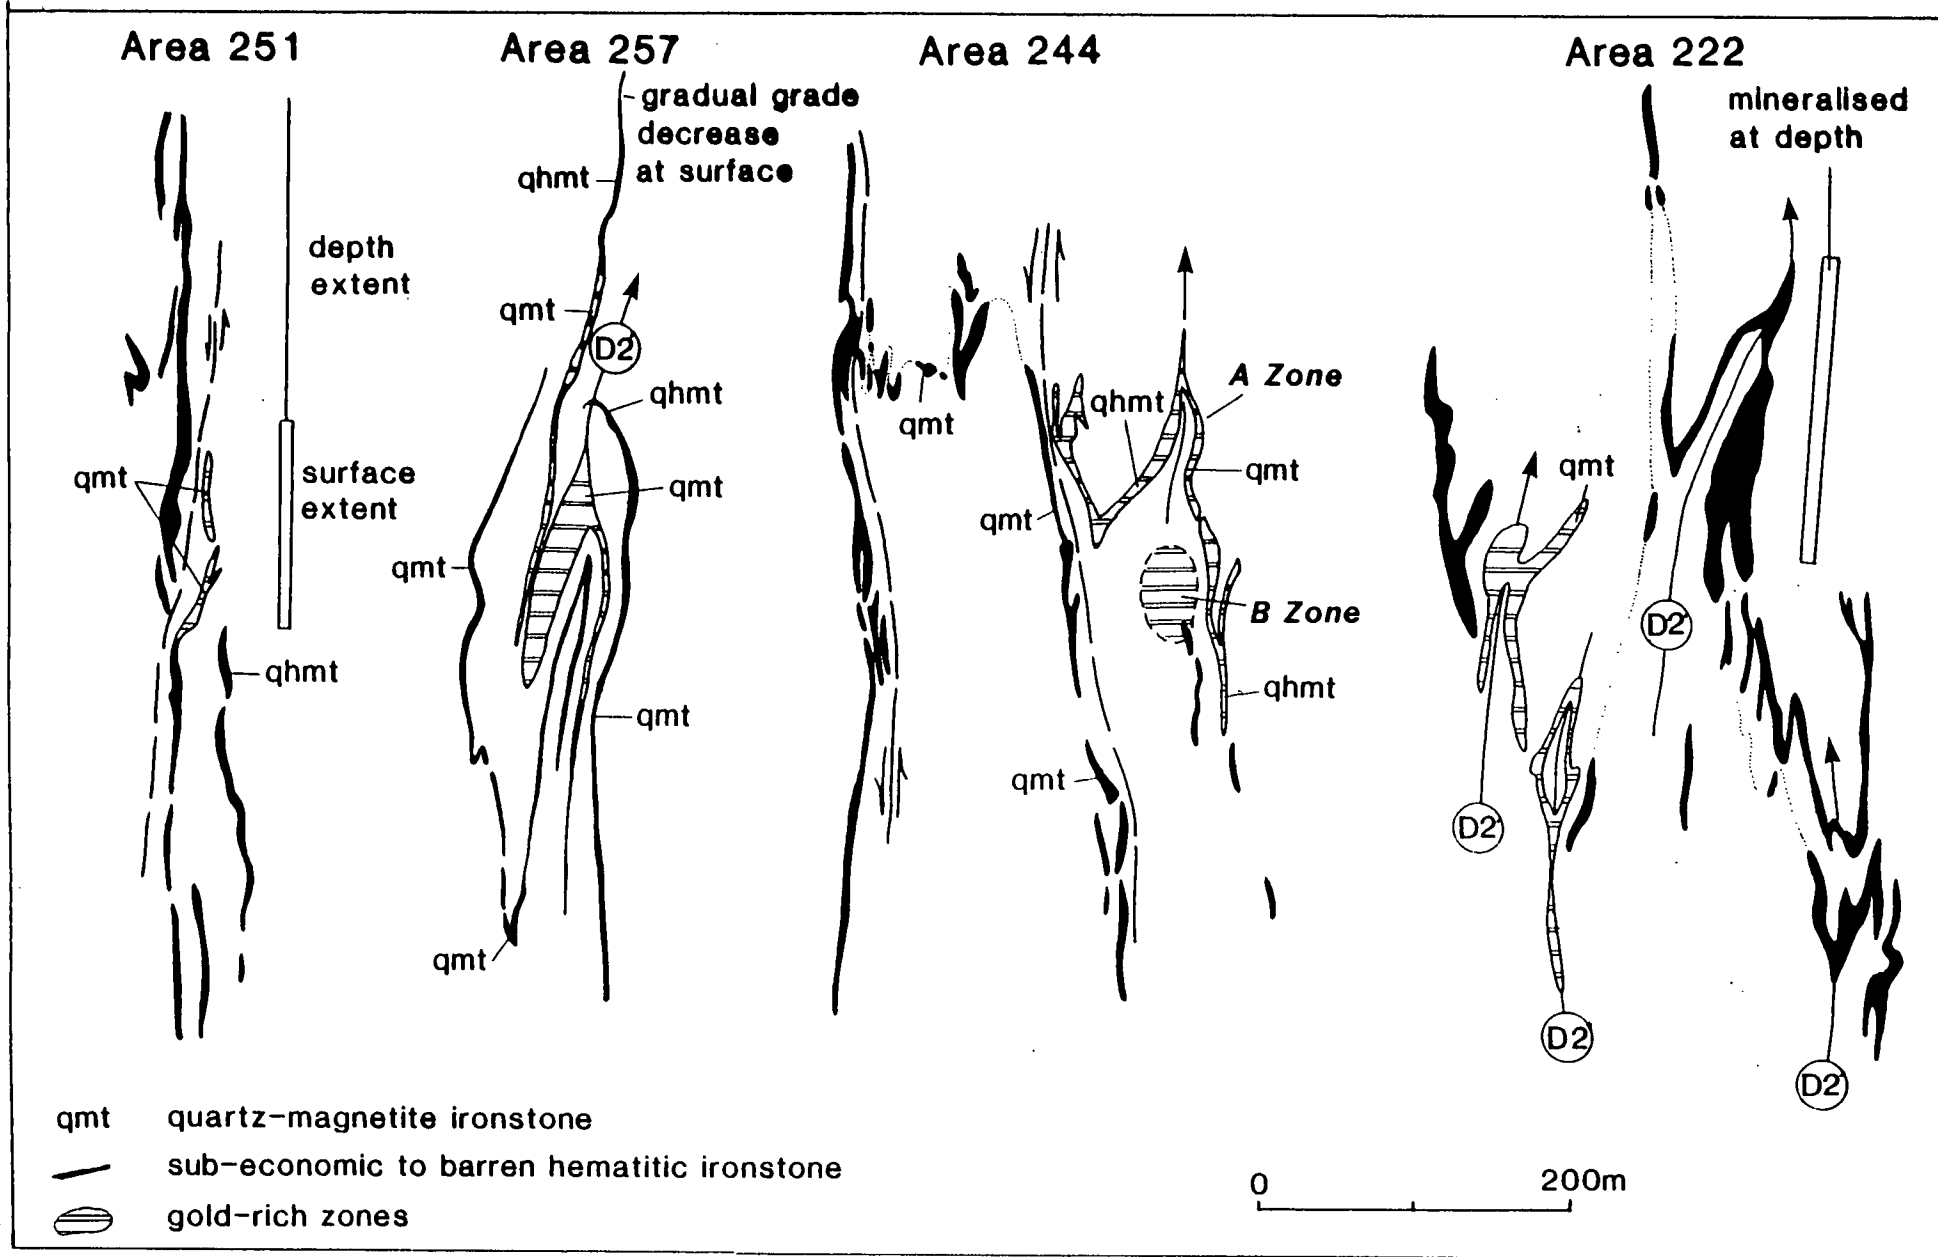 Area 251
Area 257
Area 244
Area 222
gradual grade
decrease
at surface
mineralised
at depth
qhmt
depth
extent
qmt
D2
qhmt
A Zone
qhmt
qmt
qmt
surface
extent
qmt
qmt
qmt
qmt
qmt
B Zone
D2
qhmt
qhmt
qmt
qmt
D2
qmt
D2
D2
qmt quartz-magnetite ironstone
sub-economic to barren hematitic ironstone
gold-rich zones
0 200m